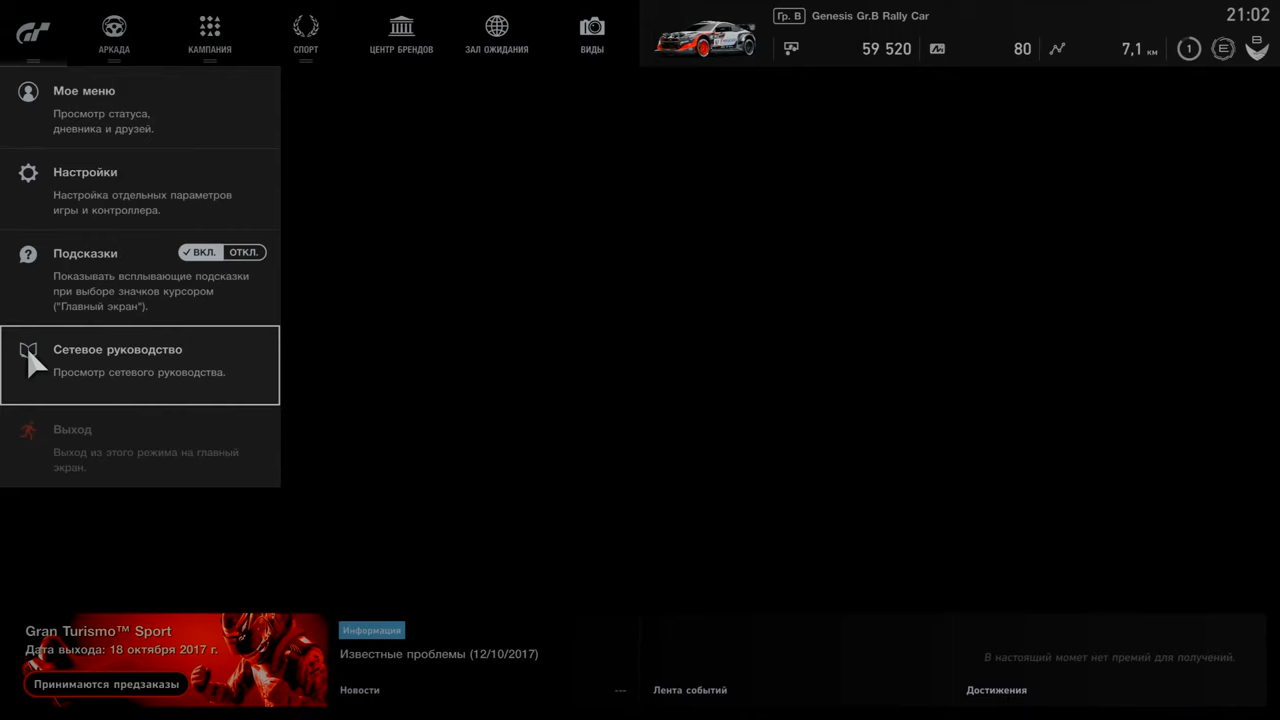 АРКАДА
КАМПАНИЯ
СПОРТ
ЦЕНТР БРЕНДОВ
ЗАЛ ОЖИДАНИЯ
ВИДЫ
Гр. B Genesis Gr.B Rally Car
21:02
59 520
80
7,1 км
1
E
B
Мое меню
Просмотр статуса,
дневника и друзей.
Настройки
Настройка отдельных параметров
игры и контроллера.
Подсказки
ВКЛ. ОТКЛ.
Показывать всплывающие подсказки
при выборе значков курсором
("Главный экран").
Сетевое руководство
Просмотр сетевого руководства.
Выход
Выход из этого режима на главный
экран.
Gran Turismo™ Sport
Дата выхода: 18 октября 2017 г.
Принимаются предзаказы
Информация
Известные проблемы (12/10/2017)
Новости ---
Лента событий
В настоящий момет нет премий для получений.
Достижения